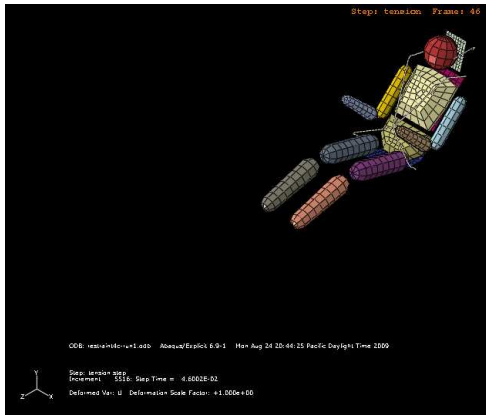 Step: tension Frame: 46
ODB: restraint4c-run1.odb Abaqus/Explicit 6.9-1 Mon Aug 24 20:44:25 Pacific Daylight Time 2009
Step: tension step
Increment 5516: Step Time = 4.6002E-02
Deformed Var: U Deformation Scale Factor: +1.000e+00
Y
Z X